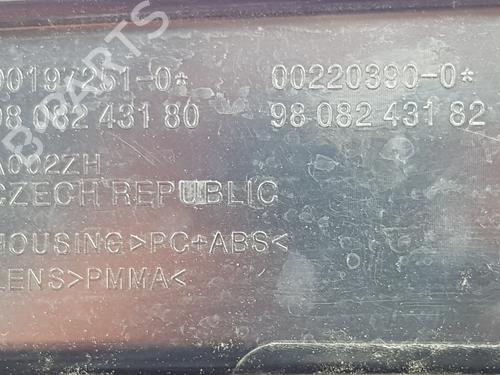 00197251-0* 00220390-0*
98 082 431 80 98 082 431 82
A002ZH
CZECH REPUBLIC
HOUSING>PC+ABS<
LENS>PMMA<
B-PARTS